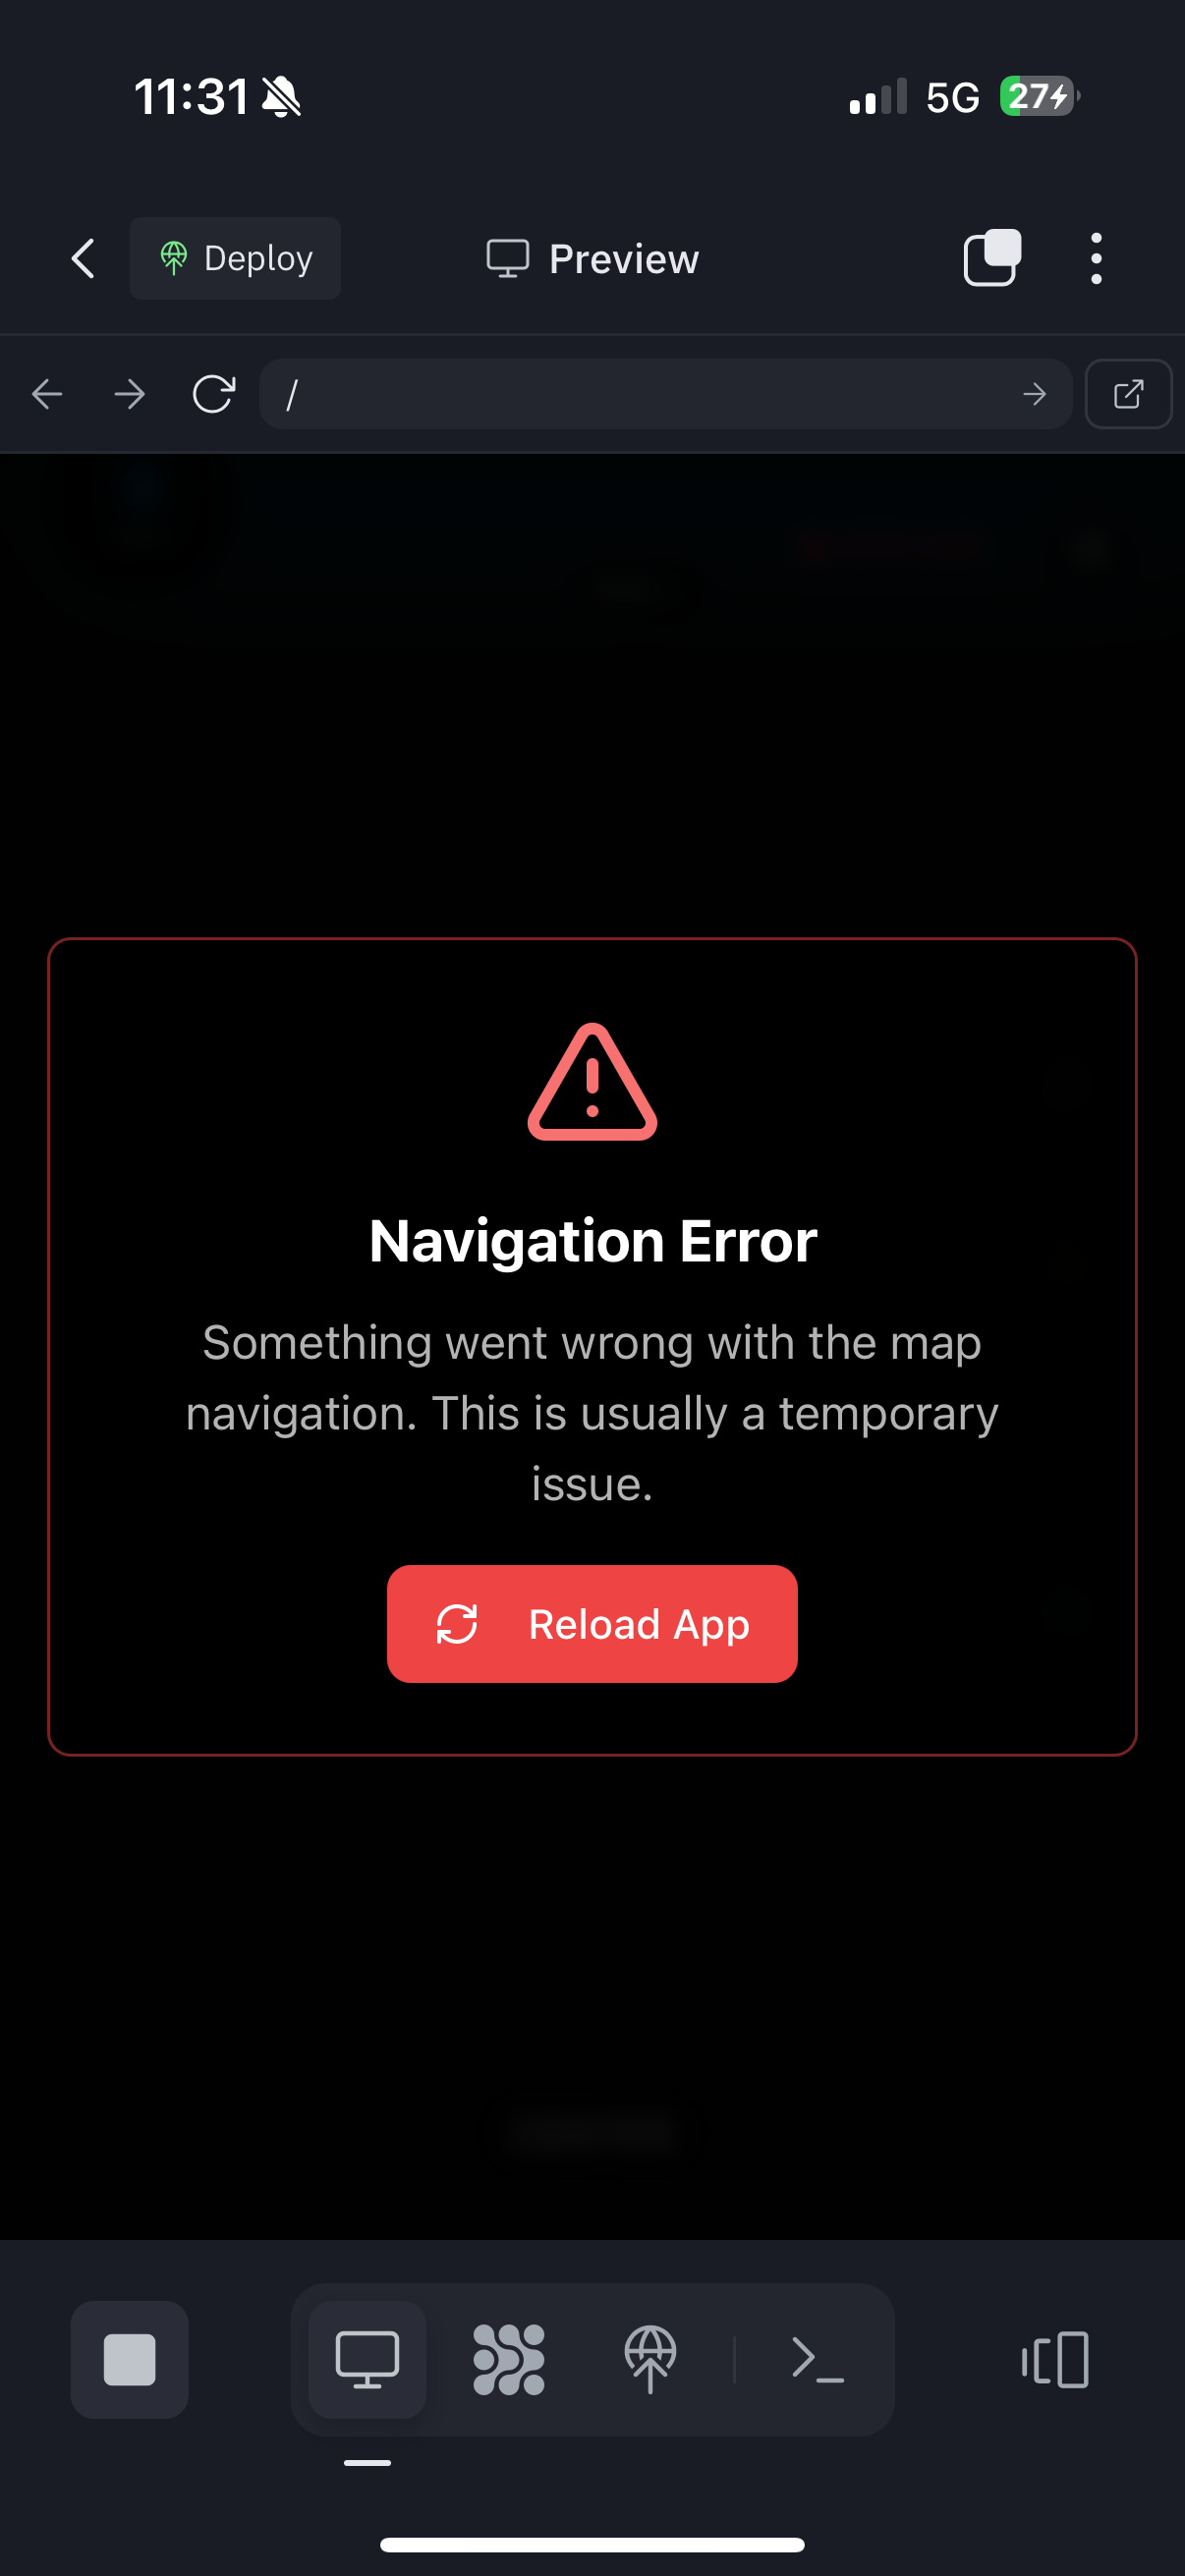 11:31
5G
27
Deploy
Preview
/
Navigation Error
Something went wrong with the map
navigation. This is usually a temporary
issue.
Reload App